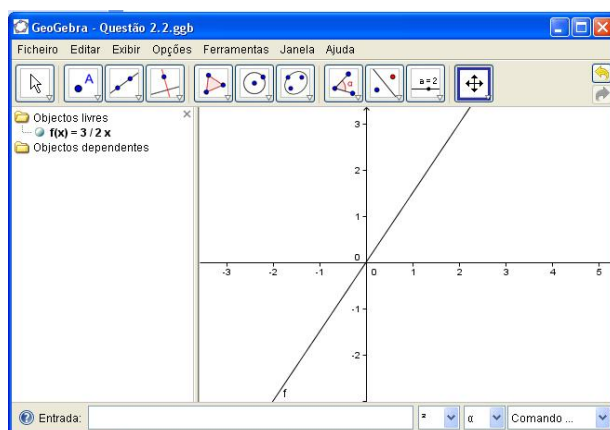 GeoGebra - Questão 2.2.ggb
Ficheiro Editar Exibir Opções Ferramentas Janela Ajuda
A
α
a = 2
Objectos livres
f(x) = 3 / 2 x
Objectos dependentes
3
2
1
0
-3 -2 -1 0 1 2 3 4 5
-1
-2
f
Entrada: ² α Comando ...